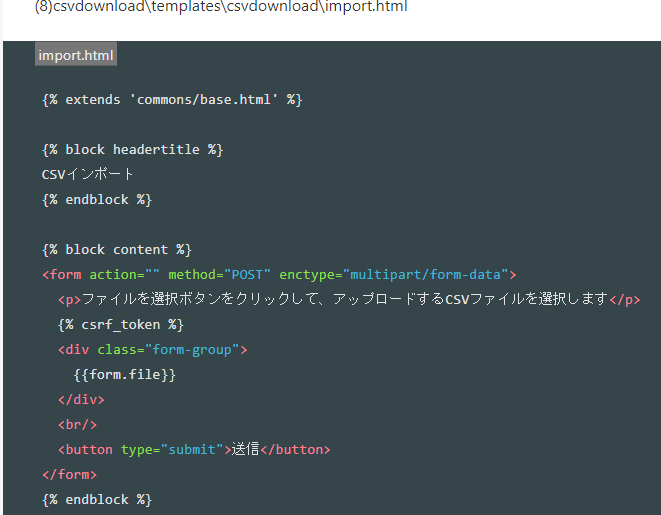 (8)csvdownload\templates\csvdownload\import.html
import.html
{% extends 'commons/base.html' %}
{% block headertitle %}
CSVインポート
{% endblock %}
{% block content %}
<form action="" method="POST" enctype="multipart/form-data">
<p>ファイルを選択ボタンをクリックして、アップロードするCSVファイルを選択します</p>
{% csrf_token %}
<div class="form-group">
{{form.file}}
</div>
<br/>
<button type="submit">送信</button>
</form>
{% endblock %}